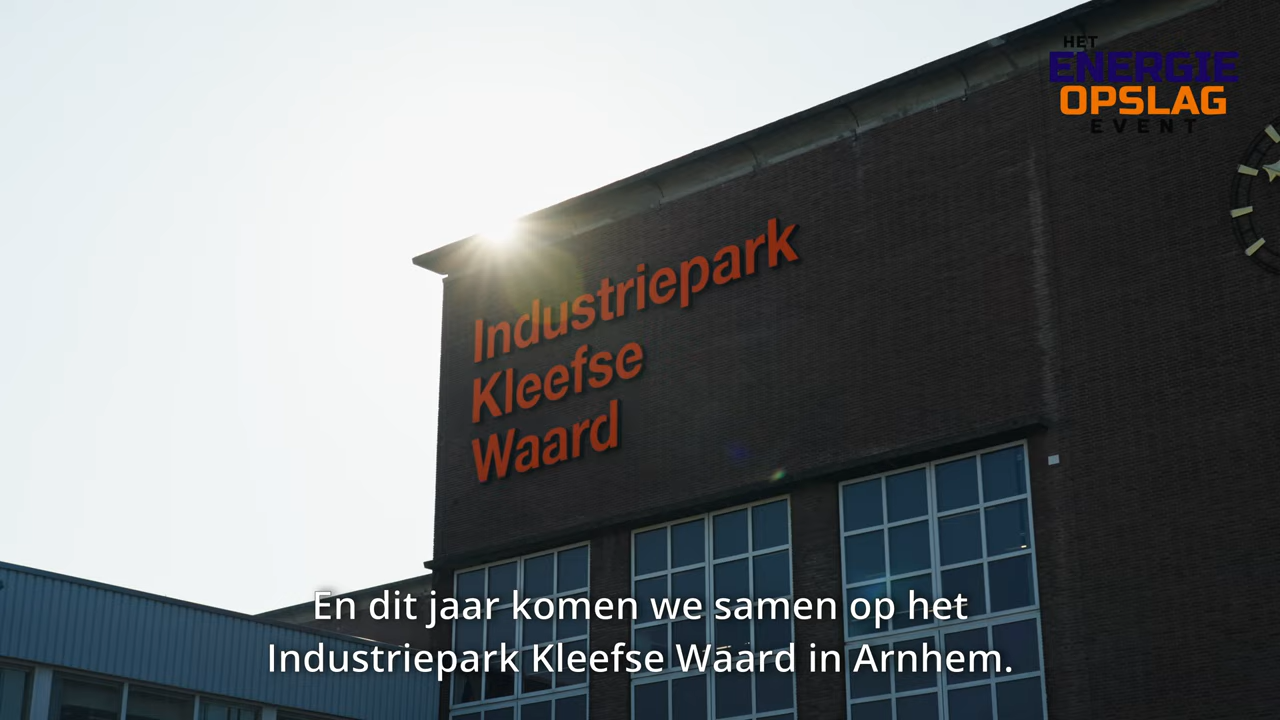 HET
ENERGIE
OPSLAG
EVENT
Industriepark
Kleefse
Waard
En dit jaar komen we samen op het
Industriepark Kleefse Waard in Arnhem.